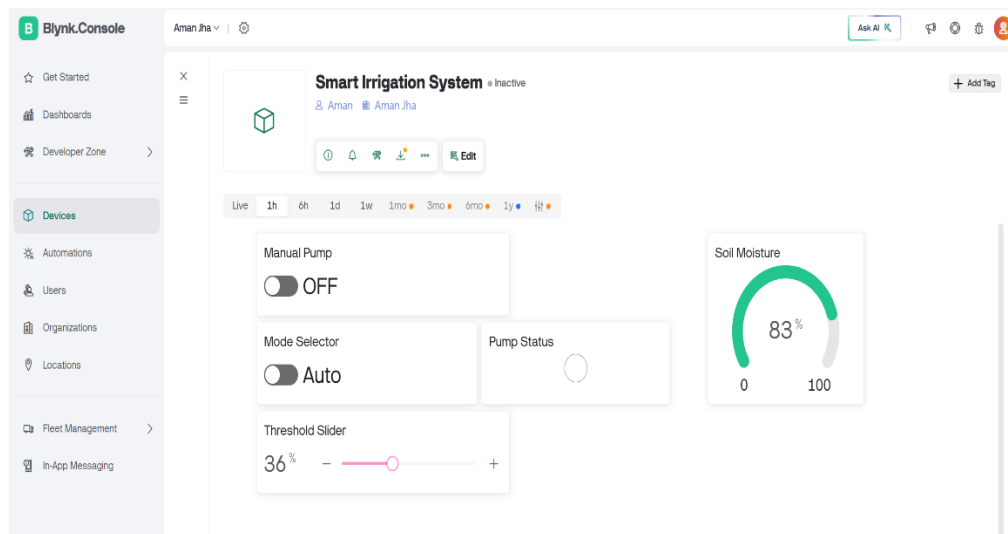 B Blynk.Console
Aman Jha
Ask AI
Get Started
Dashboards
Developer Zone
Devices
Automations
Users
Organizations
Locations
Fleet Management
In-App Messaging
Smart Irrigation System Inactive
Aman Aman Jha
Add Tag
Edit
Live 1h 6h 1d 1w 1mo 3mo 6mo 1y
Manual Pump
OFF
Mode Selector
Auto
Pump Status
Soil Moisture
83%
0 100
Threshold Slider
36% − +